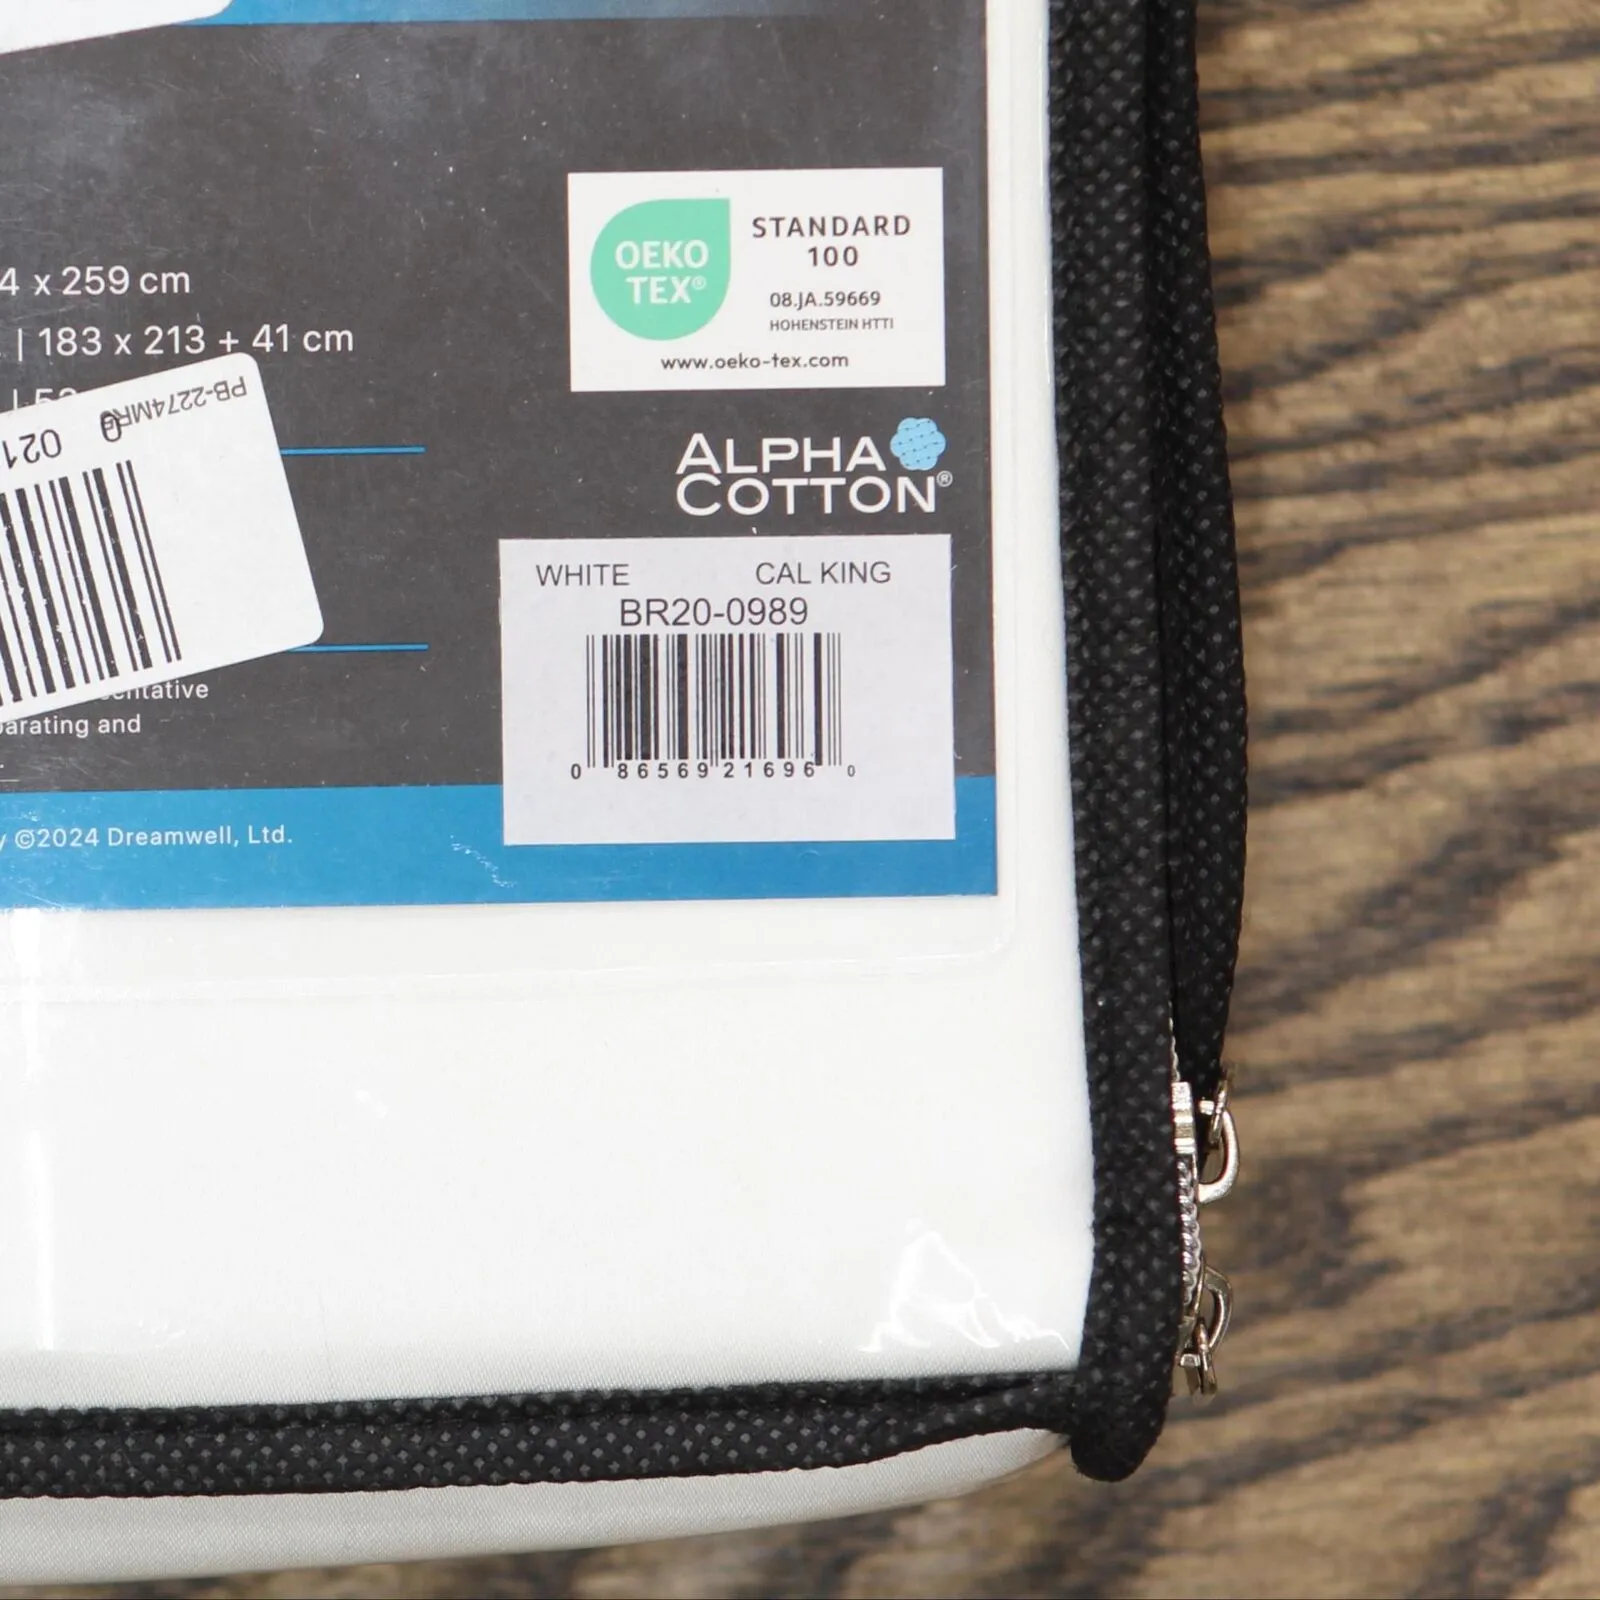 4 x 259 cm
| 183 x 213 + 41 cm
PB-2274MR6
021
0
entative
parating and
y ©2024 Dreamwell, Ltd.
OEKO
TEX®
STANDARD
100
08.JA.59669
HOHENSTEIN HTTI
www.oeko-tex.com
ALPHA
COTTON®
WHITE CAL KING
BR20-0989
0 86569 21696 0